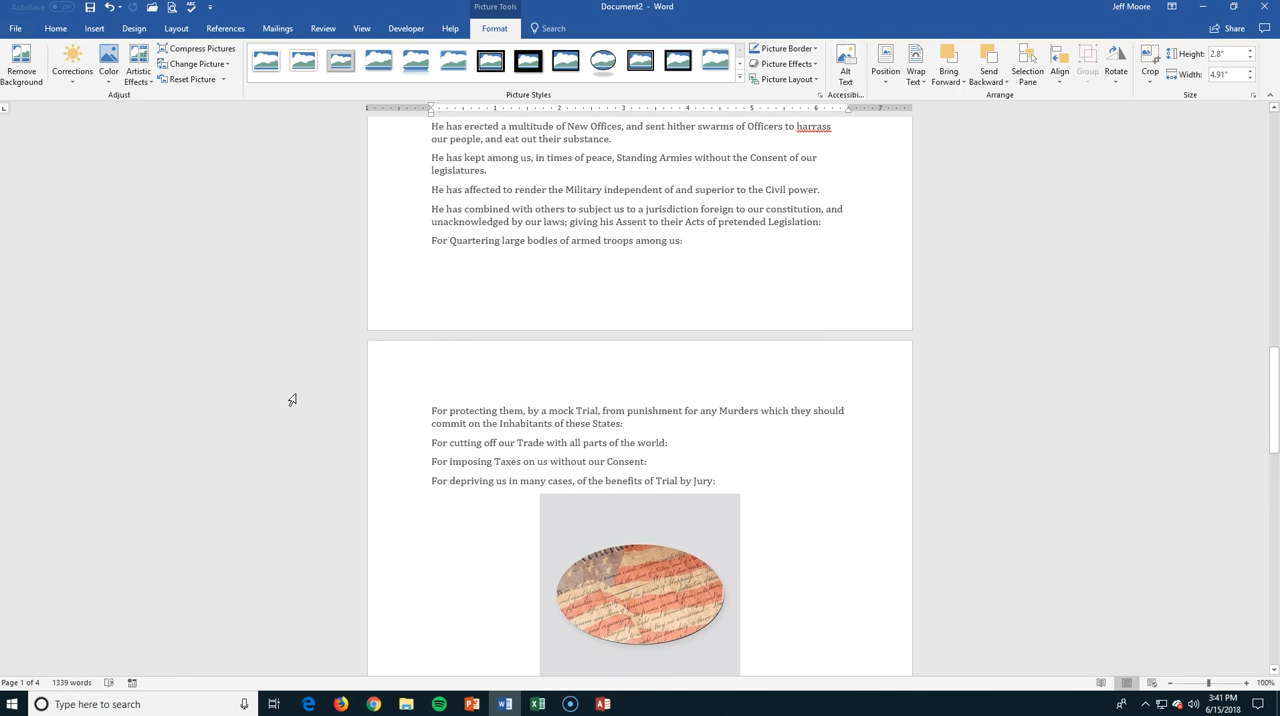 AutoSave
Off
Picture Tools
Document2 - Word
Jeff Moore
File
Home
Insert
Design
Layout
References
Mailings
Review
View
Developer
Help
Format
Search
Share
Remove
Background
Corrections
Color
Artistic
Effects
Compress Pictures
Change Picture
Reset Picture
Picture Border
Picture Effects
Picture Layout
Alt
Text
Position
Wrap
Text
Bring
Forward
Send
Backward
Selection
Pane
Align
Group
Rotate
Crop
Height: 2.8"
Width: 4.91"
Adjust
Picture Styles
Accessibi...
Arrange
Size
1 1 2 3 4 5 6 7
He has erected a multitude of New Offices, and sent hither swarms of Officers to harrass
our people, and eat out their substance.
He has kept among us, in times of peace, Standing Armies without the Consent of our
legislatures.
He has affected to render the Military independent of and superior to the Civil power.
He has combined with others to subject us to a jurisdiction foreign to our constitution, and
unacknowledged by our laws; giving his Assent to their Acts of pretended Legislation:
For Quartering large bodies of armed troops among us:
For protecting them, by a mock Trial, from punishment for any Murders which they should
commit on the Inhabitants of these States:
For cutting off our Trade with all parts of the world:
For imposing Taxes on us without our Consent:
For depriving us in many cases, of the benefits of Trial by Jury:
Page 1 of 4
1339 words
100%
Type here to search
3:41 PM
6/15/2018